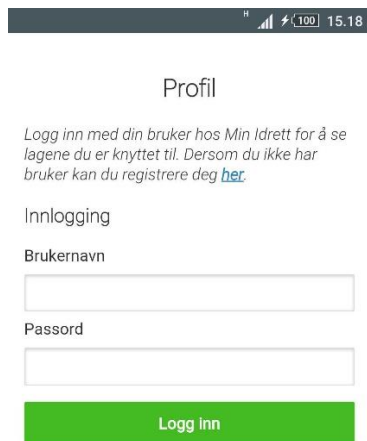 H 100 15.18
Profil
Logg inn med din bruker hos Min Idrett for å se
lagene du er knyttet til. Dersom du ikke har
bruker kan du registrere deg her.
Innlogging
Brukernavn
Passord
Logg inn